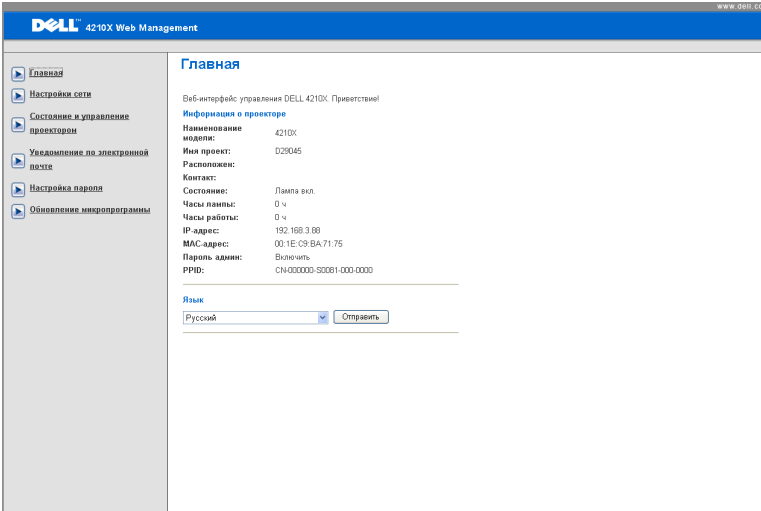 www.dell.co
DELL™ 4210X Web Management
Главная
Настройки сети
Состояние и управление
проектором
Уведомление по электронной
почте
Настройка пароля
Обновление микропрограммы
Главная
Веб-интерфейс управления DELL 4210X. Приветствие!
Информация о проекторе
Наименование
модели: 4210X
Имя проект: D29045
Расположен:
Контакт:
Состояние: Лампа вкл.
Часы лампы: 0 ч
Часы работы: 0 ч
IP-адрес: 192.168.3.88
MAC-адрес: 00:1E:C9:BA:71:75
Пароль админ: Включить
PPID: CN-000000-S0081-000-0000
Язык
Русский Отправить